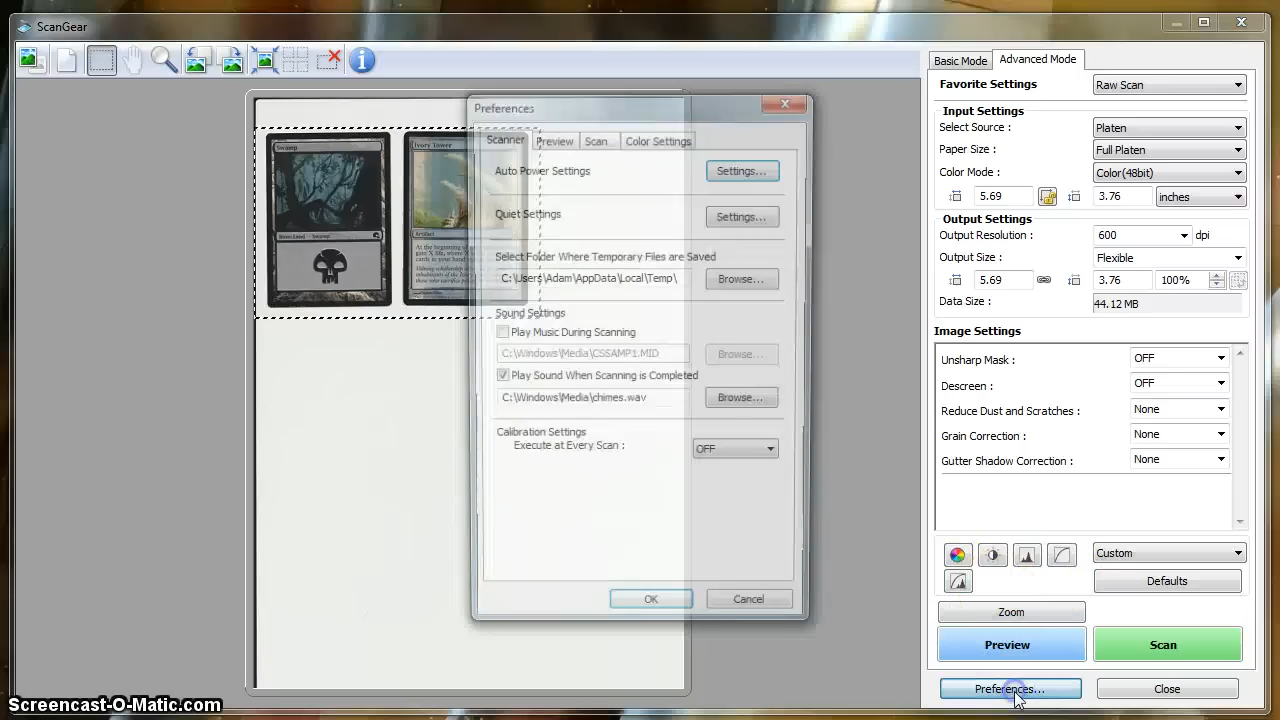 ScanGear
Basic Mode
Advanced Mode
Favorite Settings
Raw Scan
Input Settings
Select Source :
Platen
Paper Size :
Full Platen
Color Mode :
Color(48bit)
5.69
3.76
inches
Output Settings
Output Resolution :
600
dpi
Output Size :
Flexible
5.69
3.76
100%
Data Size :
44.12 MB
Image Settings
Unsharp Mask :
OFF
Descreen :
OFF
Reduce Dust and Scratches :
None
Grain Correction :
None
Gutter Shadow Correction :
None
Custom
Defaults
Zoom
Preview
Scan
Preferences...
Close
Preferences
Scanner
Preview
Scan
Color Settings
Auto Power Settings
Settings...
Quiet Settings
Settings...
Select Folder Where Temporary Files are Saved
C:\Users\Adam\AppData\Local\Temp\
Browse...
Sound Settings
Play Music During Scanning
C:\Windows\Media\CSSAMP1.MID
Browse...
Play Sound When Scanning is Completed
C:\Windows\Media\chimes.wav
Browse...
Calibration Settings
Execute at Every Scan :
OFF
OK
Cancel
Swamp
Ivory Tower
Artifact
Screencast-O-Matic.com